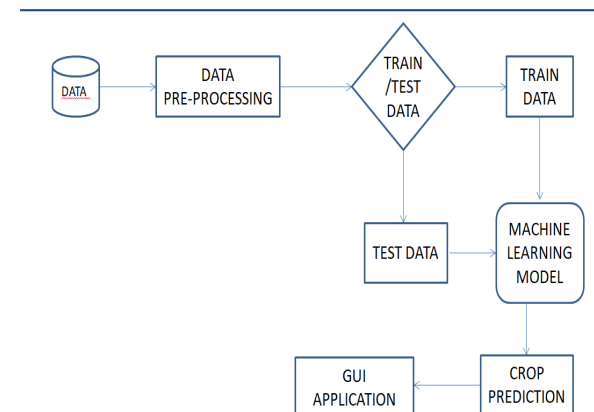 DATA
DATA
PRE-PROCESSING
TRAIN
/TEST
DATA
TRAIN
DATA
TEST DATA
MACHINE
LEARNING
MODEL
CROP
PREDICTION
GUI
APPLICATION